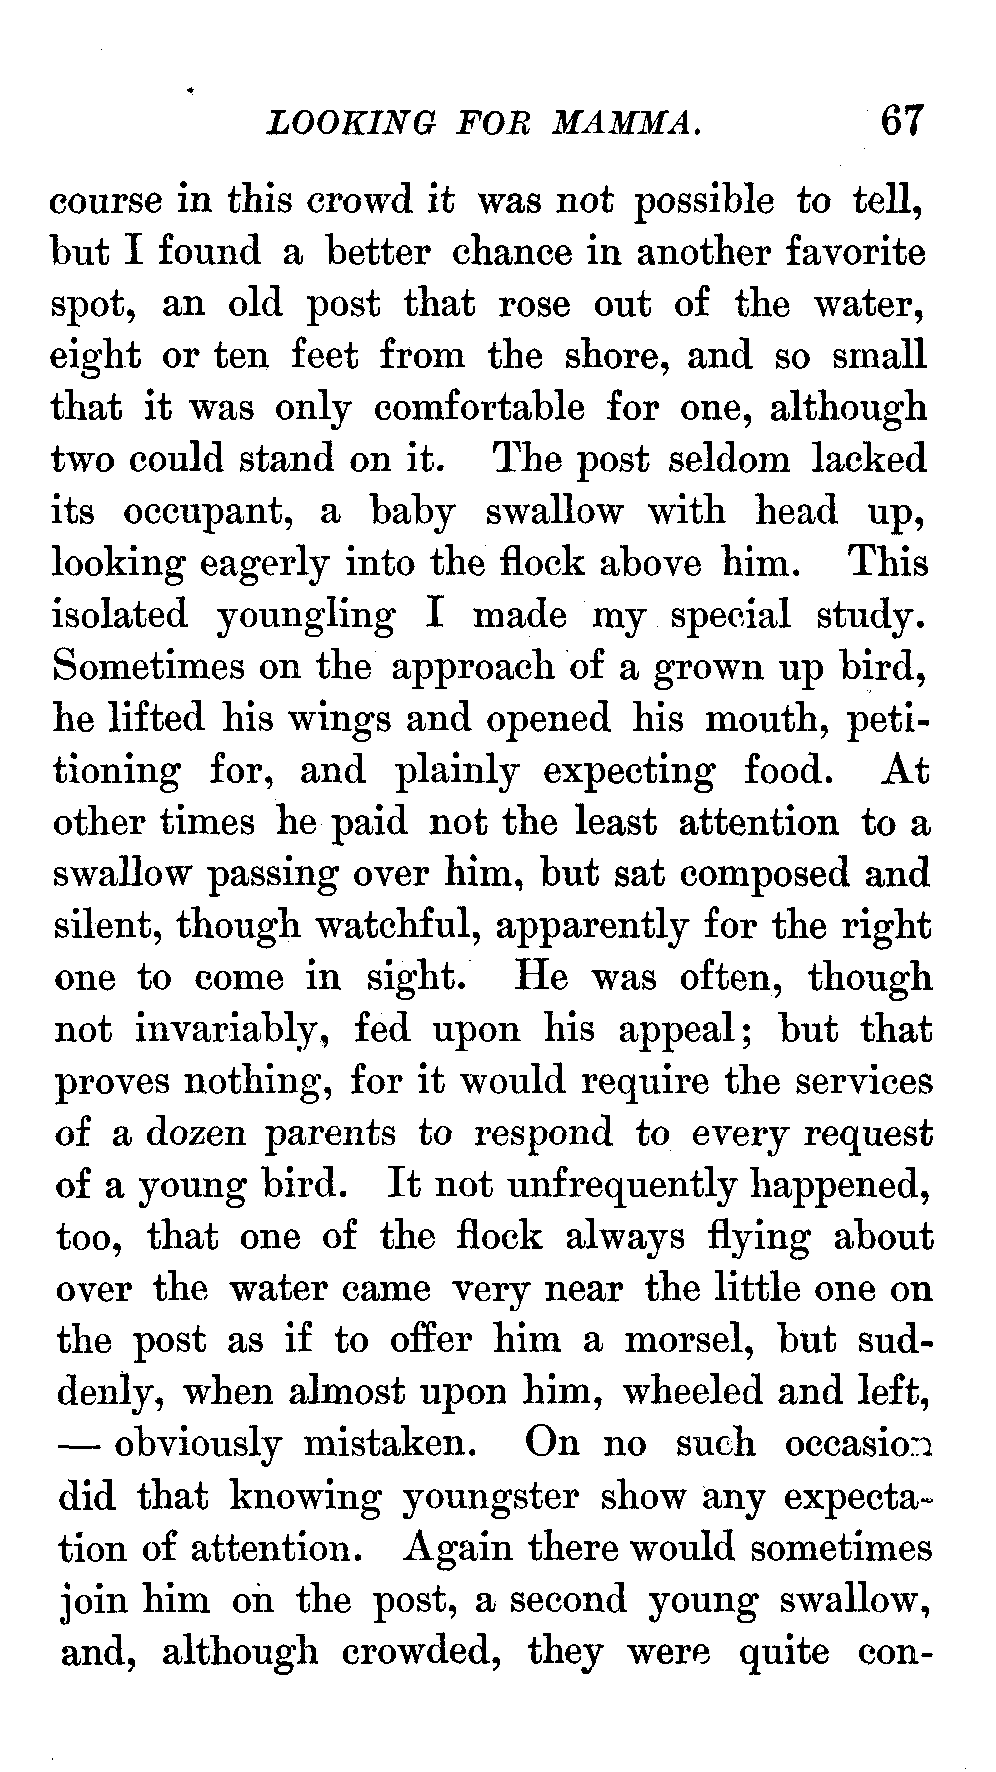 LOOKING FOR MAMMA. 67
course in this crowd it was not possible to tell,
but I found a better chance in another favorite
spot, an old post that rose out of the water,
eight or ten feet from the shore, and so small
that it was only comfortable for one, although
two could stand on it. The post seldom lacked
its occupant, a baby swallow with head up,
looking eagerly into the flock above him. This
isolated youngling I made my special study.
Sometimes on the approach of a grown up bird,
he lifted his wings and opened his mouth, peti-
tioning for, and plainly expecting food. At
other times he paid not the least attention to a
swallow passing over him, but sat composed and
silent, though watchful, apparently for the right
one to come in sight. He was often, though
not invariably, fed upon his appeal; but that
proves nothing, for it would require the services
of a dozen parents to respond to every request
of a young bird. It not unfrequently happened,
too, that one of the flock always flying about
over the water came very near the little one on
the post as if to offer him a morsel, but sud-
denly, when almost upon him, wheeled and left,
— obviously mistaken. On no such occasion
did that knowing youngster show any expecta-
tion of attention. Again there would sometimes
join him on the post, a second young swallow,
and, although crowded, they were quite con-